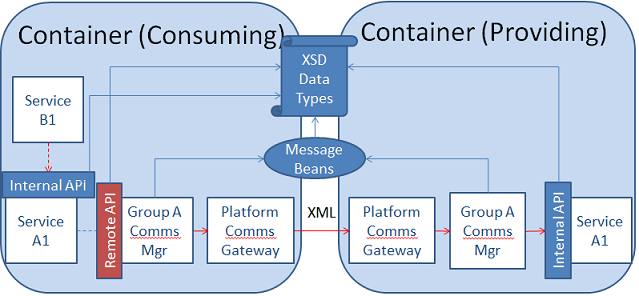 Container (Consuming)
Container (Providing)
XSD
Data
Types
Service
B1
Message
Beans
Internal API
Service
A1
Remote API
Group A
Comms
Mgr
Platform
Comms
Gateway
XML
Platform
Comms
Gateway
Group A
Comms
Mgr
Internal API
Service
A1